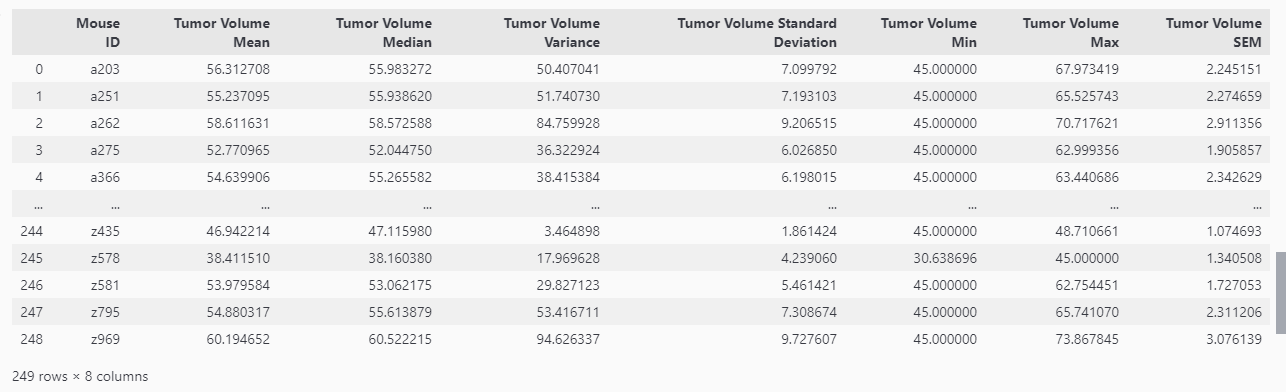 Mouse ID Tumor Volume Mean Tumor Volume Median Tumor Volume Variance Tumor Volume Standard Deviation Tumor Volume Min Tumor Volume Max Tumor Volume SEM
0 a203 56.312708 55.983272 50.407041 7.099792 45.000000 67.973419 2.245151
1 a251 55.237095 55.938620 51.740730 7.193103 45.000000 65.525743 2.274659
2 a262 58.611631 58.572588 84.759928 9.206515 45.000000 70.717621 2.911356
3 a275 52.770965 52.044750 36.322924 6.026850 45.000000 62.999356 1.905857
4 a366 54.639906 55.265582 38.415384 6.198015 45.000000 63.440686 2.342629
... ... ... ... ... ... ... ... ...
244 z435 46.942214 47.115980 3.464898 1.861424 45.000000 48.710661 1.074693
245 z578 38.411510 38.160380 17.969628 4.239060 30.638696 45.000000 1.340508
246 z581 53.979584 53.062175 29.827123 5.461421 45.000000 62.754451 1.727053
247 z795 54.880317 55.613879 53.416711 7.308674 45.000000 65.741070 2.311206
248 z969 60.194652 60.522215 94.626337 9.727607 45.000000 73.867845 3.076139
249 rows × 8 columns